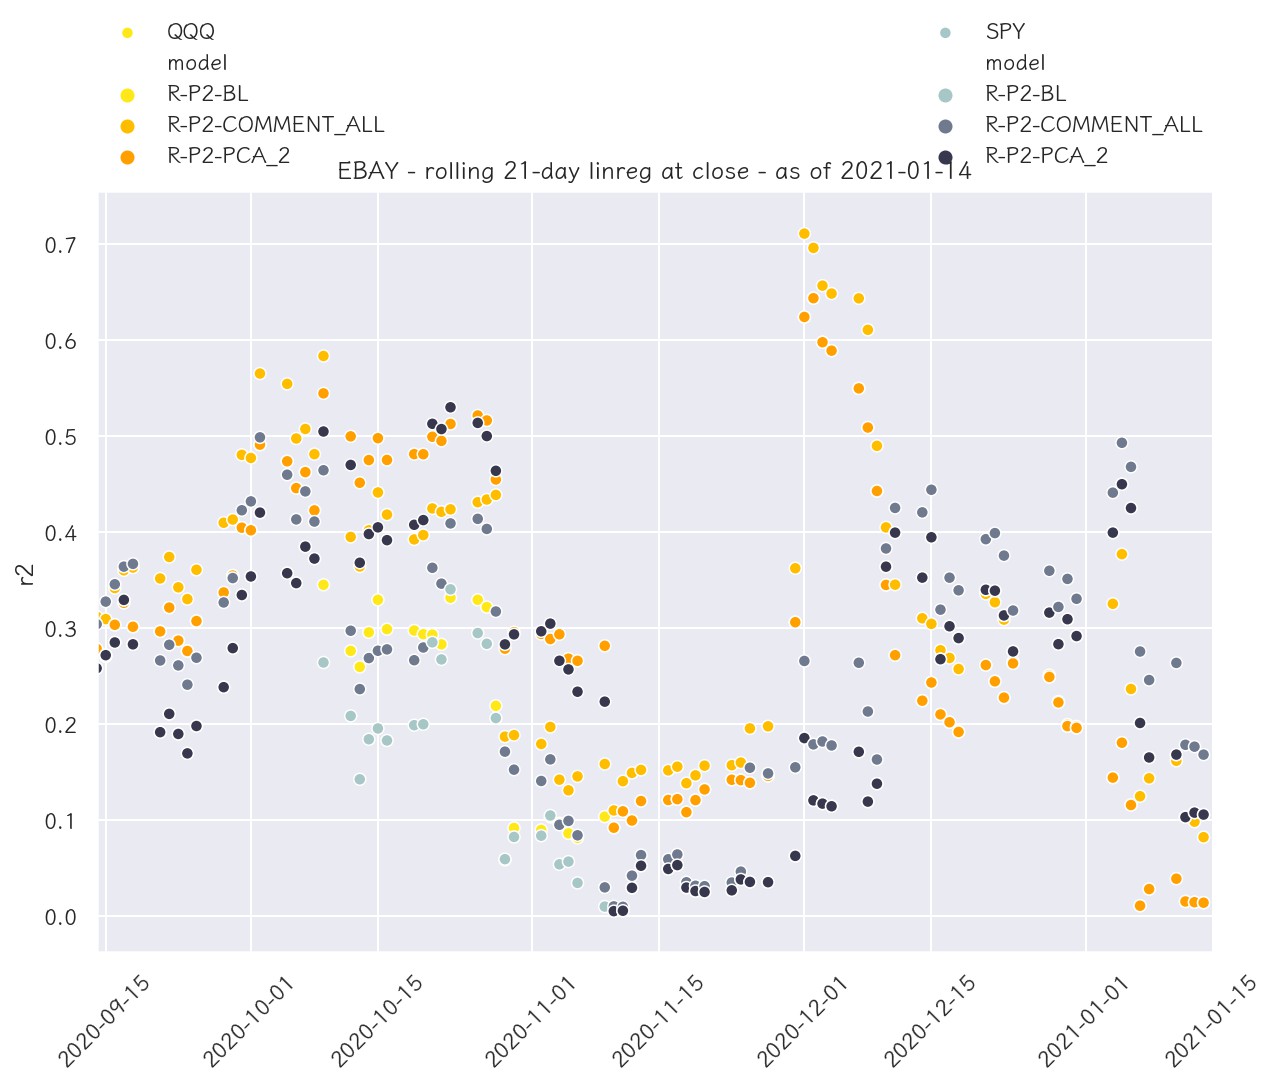 QQQ
model
R-P2-BL
R-P2-COMMENT_ALL
R-P2-PCA_2
SPY
model
R-P2-BL
R-P2-COMMENT_ALL
R-P2-PCA_2
EBAY - rolling 21-day linreg at close - as of 2021-01-14
r2
0.7
0.6
0.5
0.4
0.3
0.2
0.1
0.0
2020-09-15
2020-10-01
2020-10-15
2020-11-01
2020-11-15
2020-12-01
2020-12-15
2021-01-01
2021-01-15